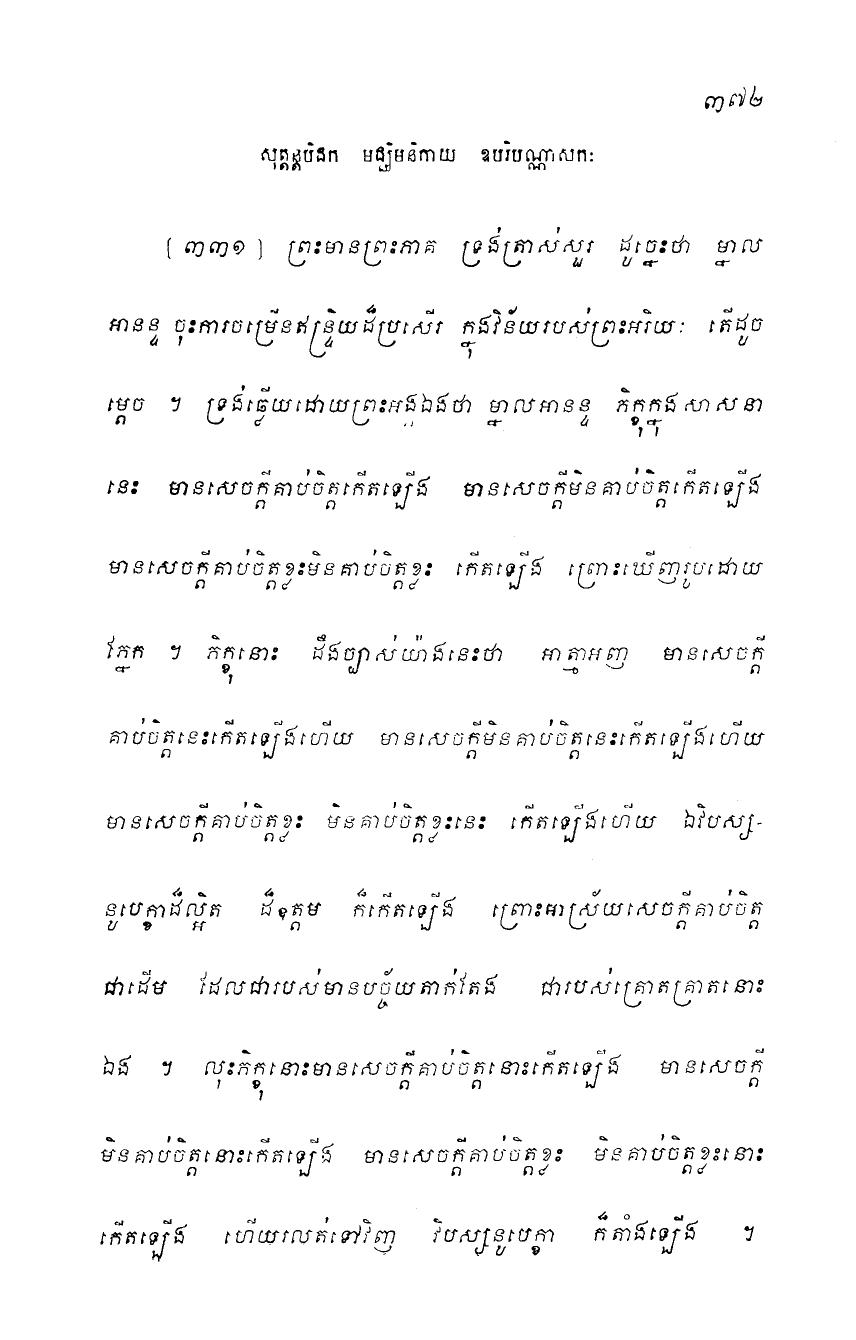 ៣៧២
សុត្តន្តបិដក មជ្ឈិមនិកាយ ឧបរិបណ្ណាសកៈ
[៣៣១] ព្រះមានព្រះភាគ ទ្រង់ត្រាស់សួរ ដូច្នេះថា ម្នាល
អានន្ទ ចុះការចម្រើនឥន្ទ្រិយដ៏ប្រសើរ ក្នុងវិន័យរបស់ព្រះអរិយៈ តើដូច
ម្តេច ។ ទ្រង់ឆ្លើយដោយព្រះអង្គឯងថា ម្នាលអានន្ទ ភិក្ខុក្នុងសាសនា
នេះ មានសេចក្តីគាប់ចិត្តកើតឡើង មានសេចក្តីមិនគាប់ចិត្តកើតឡើង
មានសេចក្តីគាប់ចិត្តខ្លះមិនគាប់ចិត្តខ្លះ កើតឡើង ព្រោះឃើញរូបដោយ
ភ្នែក ។ ភិក្ខុនោះ ដឹងច្បាស់យ៉ាងនេះថា អាត្មាអញ មានសេចក្តី
គាប់ចិត្តនេះកើតឡើងហើយ មានសេចក្តីមិនគាប់ចិត្តនេះកើតឡើងហើយ
មានសេចក្តីគាប់ចិត្តខ្លះ មិនគាប់ចិត្តខ្លះនេះ កើតឡើងហើយ ឯវិបស្ស-
នូបេក្ខាដ៏ល្អិត ដ៏ឧត្តម ក៏កើតឡើង ព្រោះអាស្រ័យសេចក្តីគាប់ចិត្ត
ជាដើម ដែលជារបស់មានបច្ច័យតាក់តែង ជារបស់គ្រោតគ្រាតនោះ
ឯង ។ លុះភិក្ខុនោះមានសេចក្តីគាប់ចិត្តនោះកើតឡើង មានសេចក្តី
មិនគាប់ចិត្តនោះកើតឡើង មានសេចក្តីគាប់ចិត្តខ្លះ មិនគាប់ចិត្តខ្លះនោះ
កើតឡើង ហើយរលត់ទៅវិញ វិបស្សនូបេក្ខា ក៏តាំងឡើង ។